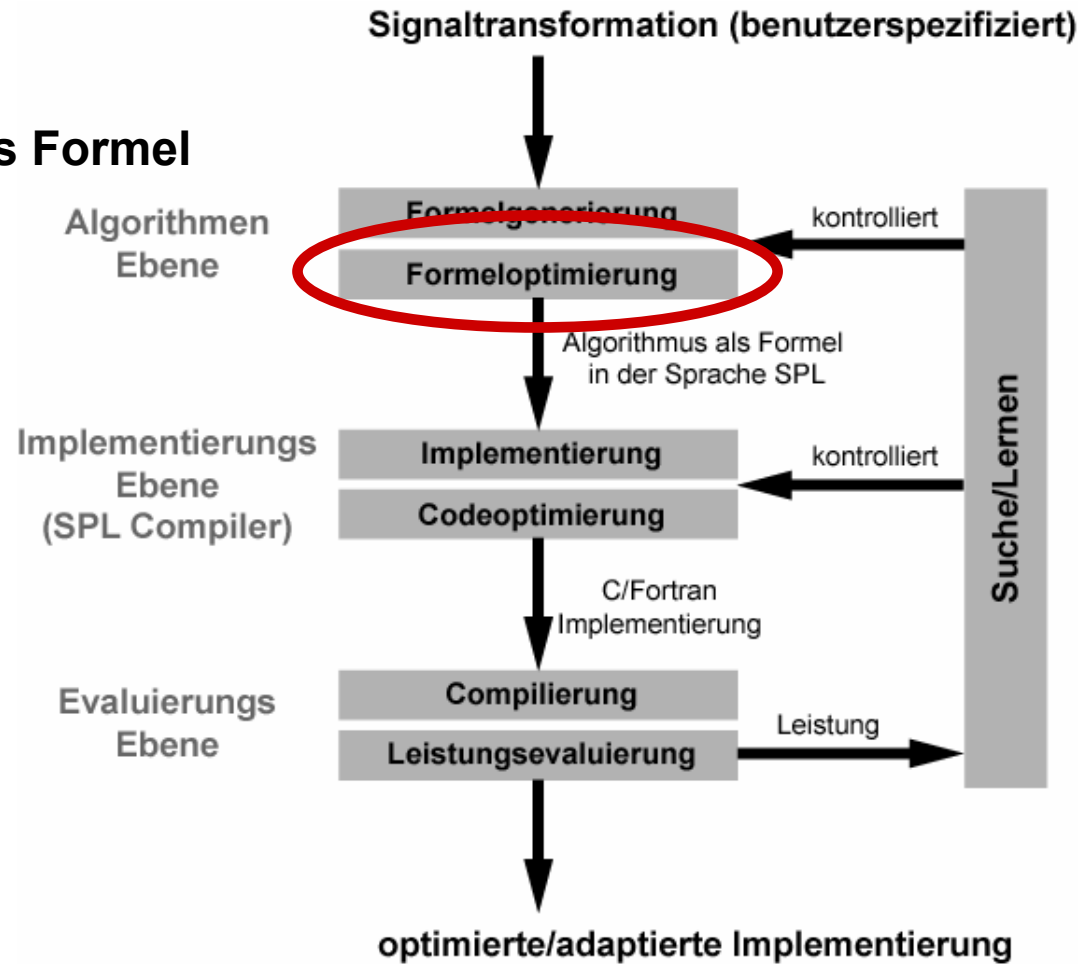 Signaltransformation (benutzerspezifiziert)
s Formel
Algorithmen
Ebene
Formelgenerierung
Formeloptimierung
kontrolliert
Algorithmus als Formel
in der Sprache SPL
Implementierungs
Ebene
(SPL Compiler)
Implementierung
Codeoptimierung
kontrolliert
Suche/Lernen
C/Fortran
Implementierung
Evaluierungs
Ebene
Compilierung
Leistungsevaluierung
Leistung
optimierte/adaptierte Implementierung